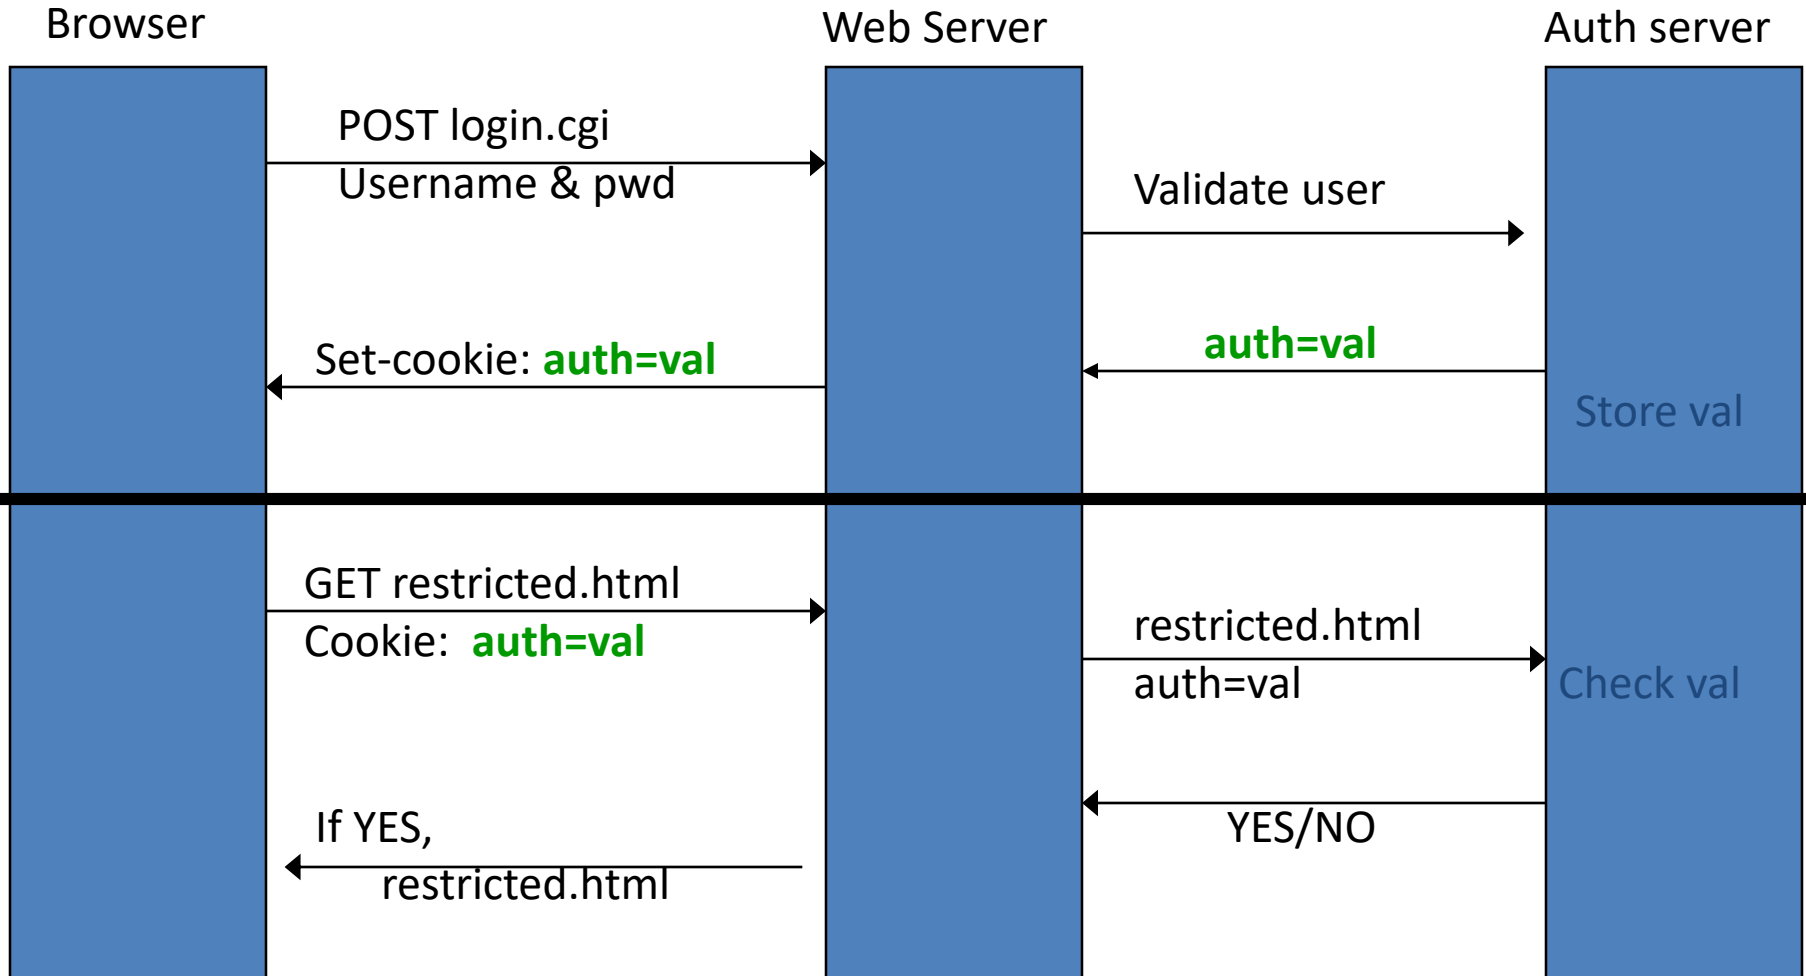 Browser
Web Server
Auth server
POST login.cgi
Username & pwd
Validate user
Set-cookie: auth=val
auth=val
Store val
GET restricted.html
Cookie: auth=val
restricted.html
auth=val
Check val
If YES,
restricted.html
YES/NO